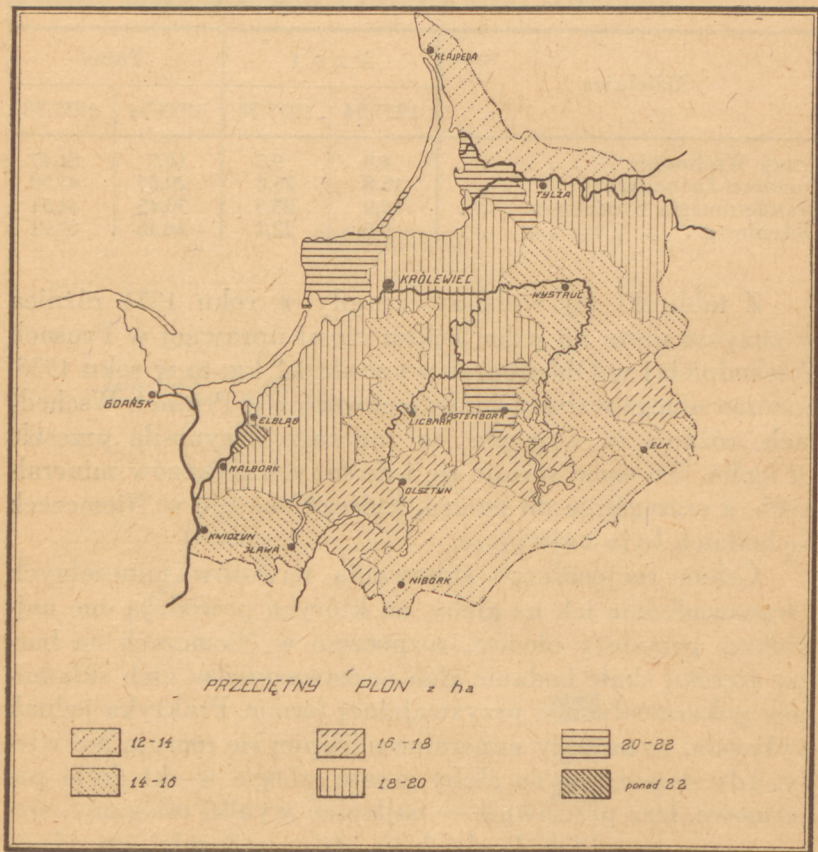 KŁAJPEDA
TYLŻA
KRÓLEWIEC
WYSTRUĆ
GDAŃSK
ELBLĄG
LICBARK
RASTEMBORK
MALBORK
EŁK
OLSZTYN
KWIDZYN
IŁAWA
NIBORK
PRZECIĘTNY PLON z ha
12-14
16-18
20-22
14-16
18-20
ponad 22